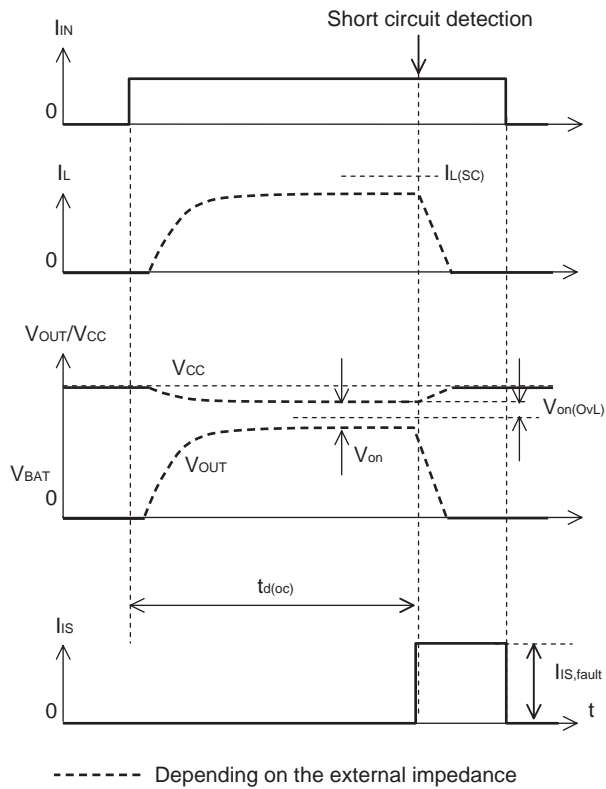 Short circuit detection
IIN
0
IL
IL(SC)
0
VOUT/VCC
VCC
Von(OvL)
VOUT
Von
VBAT
0
td(oc)
IIS
IIS,fault
0
t
Depending on the external impedance